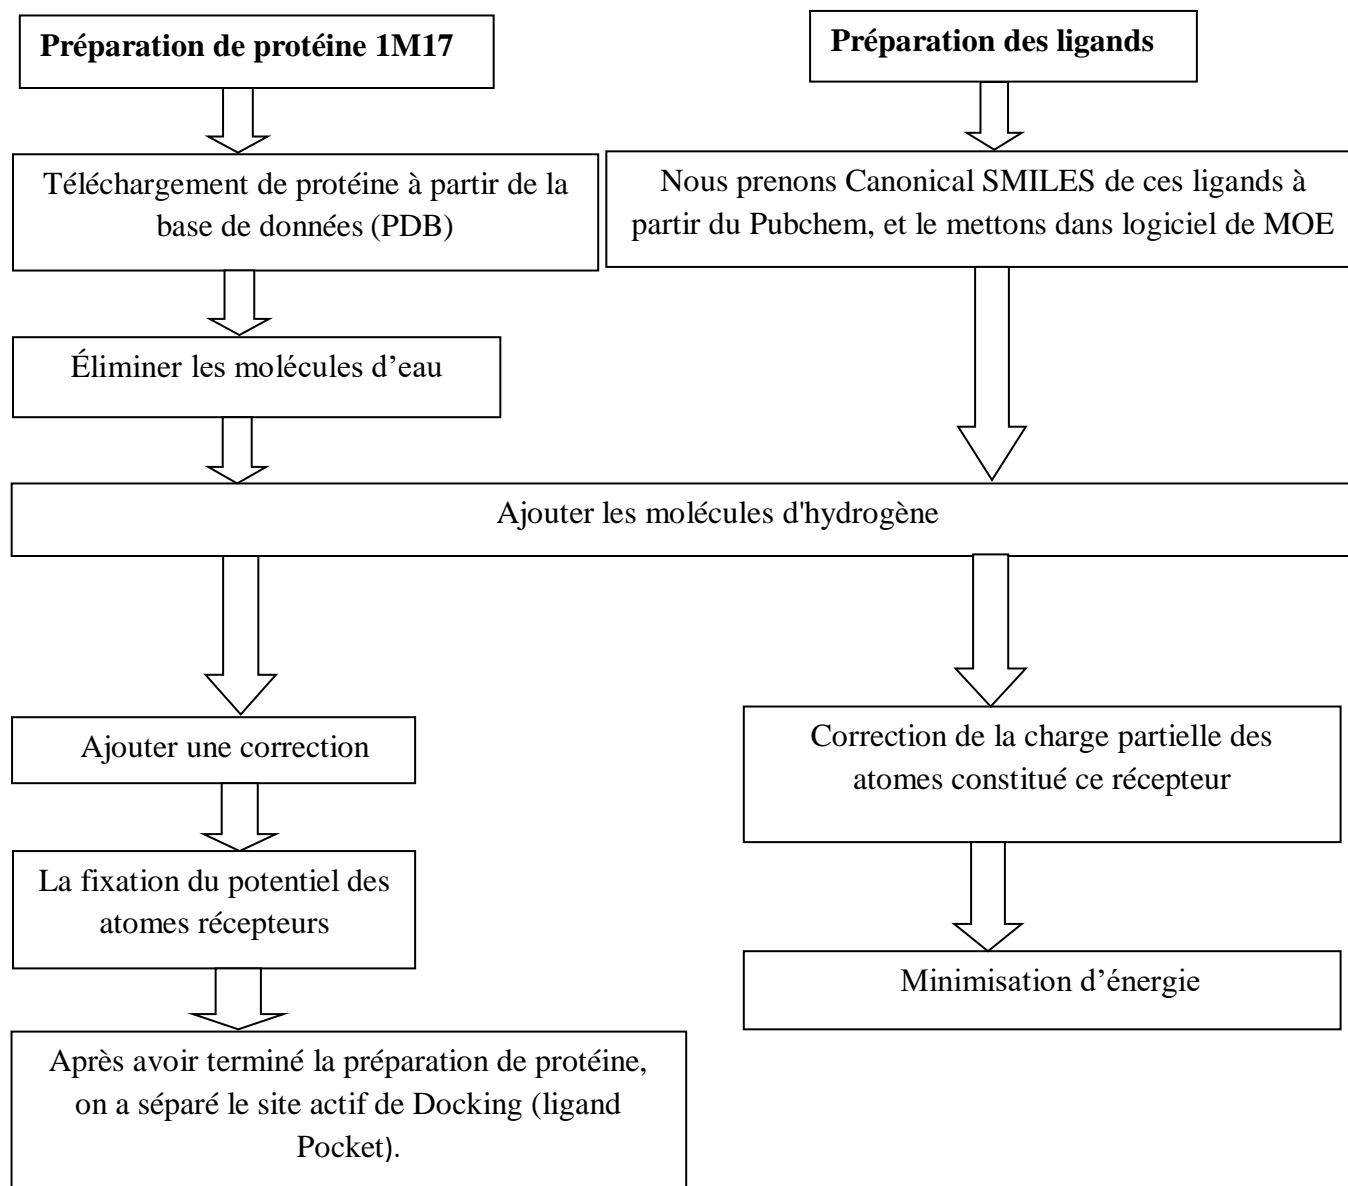 Préparation de protéine 1M17
Préparation des ligands
Téléchargement de protéine à partir de la
base de données (PDB)
Nous prenons Canonical SMILES de ces ligands à
partir du Pubchem, et le mettons dans logiciel de MOE
Éliminer les molécules d’eau
Ajouter les molécules d'hydrogène
Ajouter une correction
Correction de la charge partielle des
atomes constitué ce récepteur
La fixation du potentiel des
atomes récepteurs
Minimisation d’énergie
Après avoir terminé la préparation de protéine,
on a séparé le site actif de Docking (ligand
Pocket).